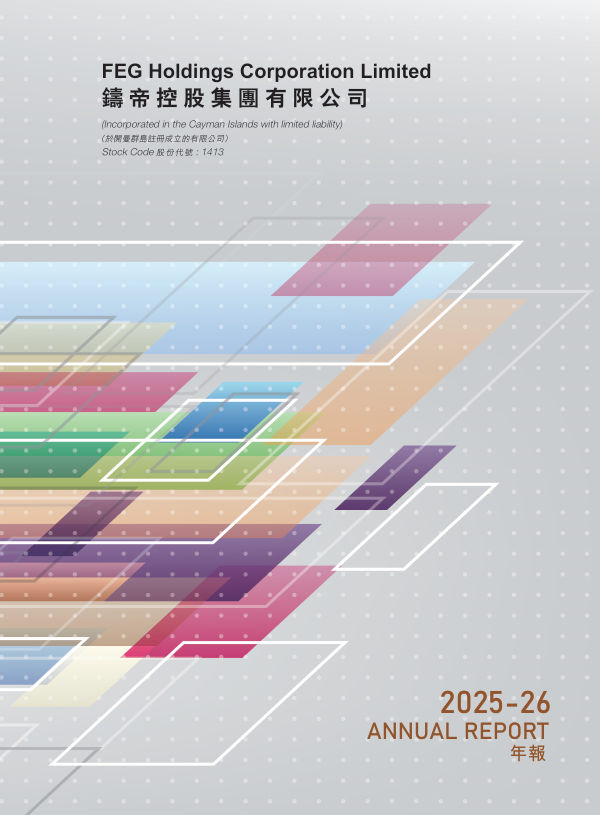 FEG Holdings Corporation Limited
鑄帝控股集團有限公司
(Incorporated in the Cayman Islands with limited liability)
（於開曼群島註冊成立的有限公司）
Stock Code 股份代號：1413
2025-26
ANNUAL REPORT
年報